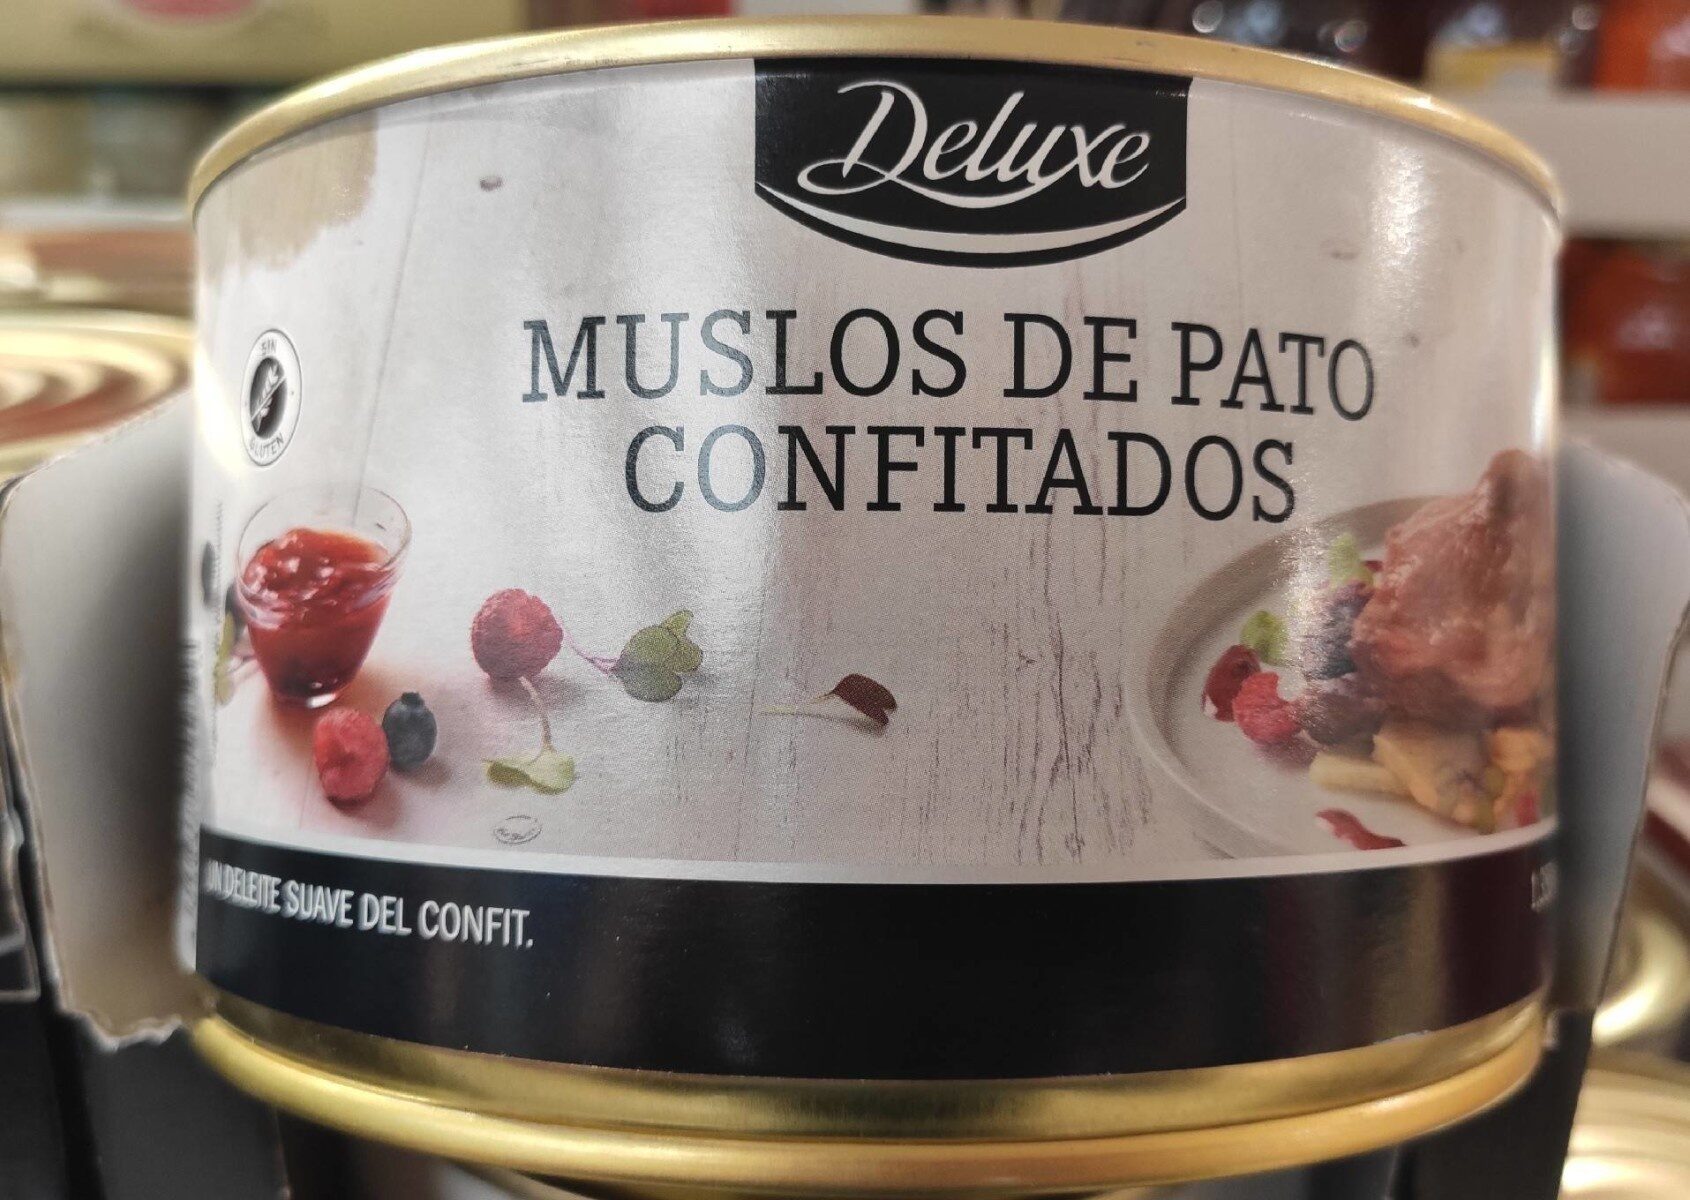 Deluxe
MUSLOS DE PATO
CONFITADOS
SIN
GLUTEN
UN DELEITE SUAVE DEL CONFIT.